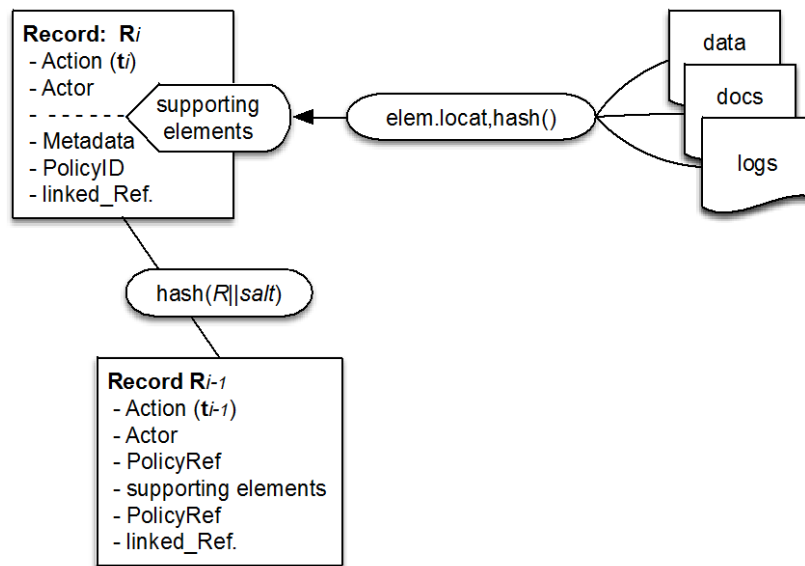 Record: Ri
- Action (ti)
- Actor
- - - - - - -
- Metadata
- PolicyID
- linked_Ref.
supporting
elements
elem.locat,hash()
data
docs
logs
hash(R||salt)
Record Ri-1
- Action (ti-1)
- Actor
- PolicyRef
- supporting elements
- PolicyRef
- linked_Ref.